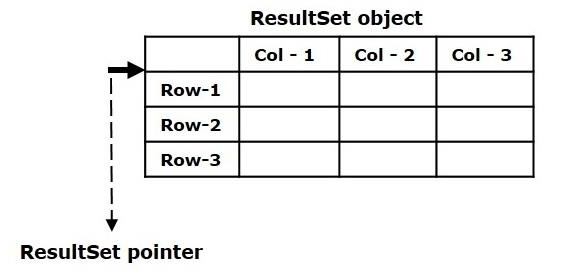 ResultSet object
Col - 1 Col - 2 Col - 3
Row-1
Row-2
Row-3
ResultSet pointer